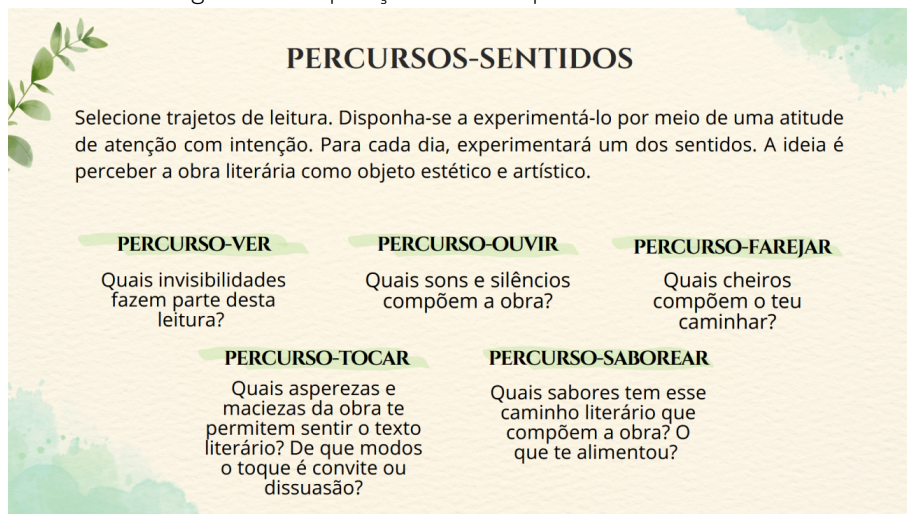 PERCURSOS-SENTIDOS
Selecione trajetos de leitura. Disponha-se a experimentá-lo por meio de uma atitude
de atenção com intenção. Para cada dia, experimentará um dos sentidos. A ideia é
perceber a obra literária como objeto estético e artístico.
PERCURSO-VER
Quais invisibilidades
fazem parte desta
leitura?
PERCURSO-OUVIR
Quais sons e silêncios
compõem a obra?
PERCURSO-FAREJAR
Quais cheiros
compõem o teu
caminhar?
PERCURSO-TOCAR
Quais asperezas e
maciezas da obra te
permitem sentir o texto
literário? De que modos
o toque é convite ou
dissuasão?
PERCURSO-SABOREAR
Quais sabores tem esse
caminho literário que
compõem a obra? O
que te alimentou?